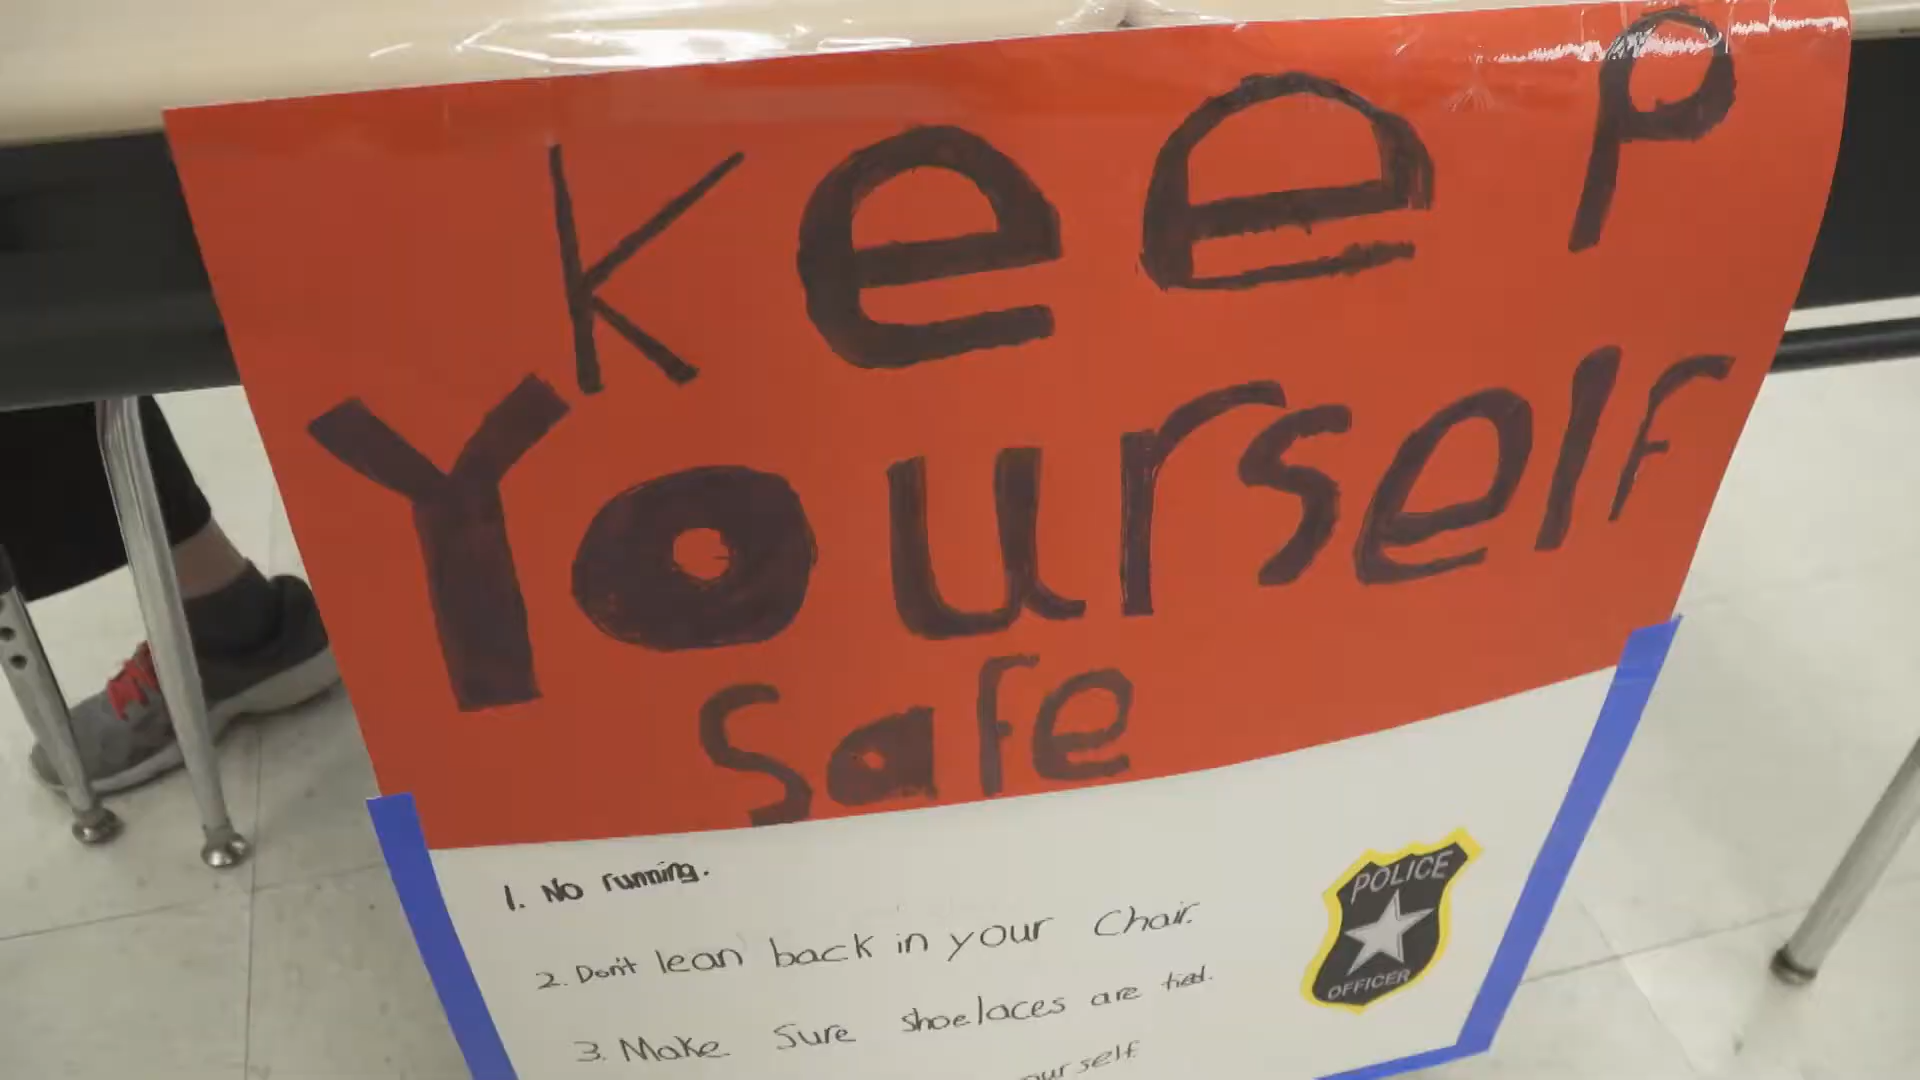 Keep
Yourself
Safe
1. No running.
2. Don't lean back in your Chair.
3. Make Sure shoelaces are tied.
POLICE
OFFICER